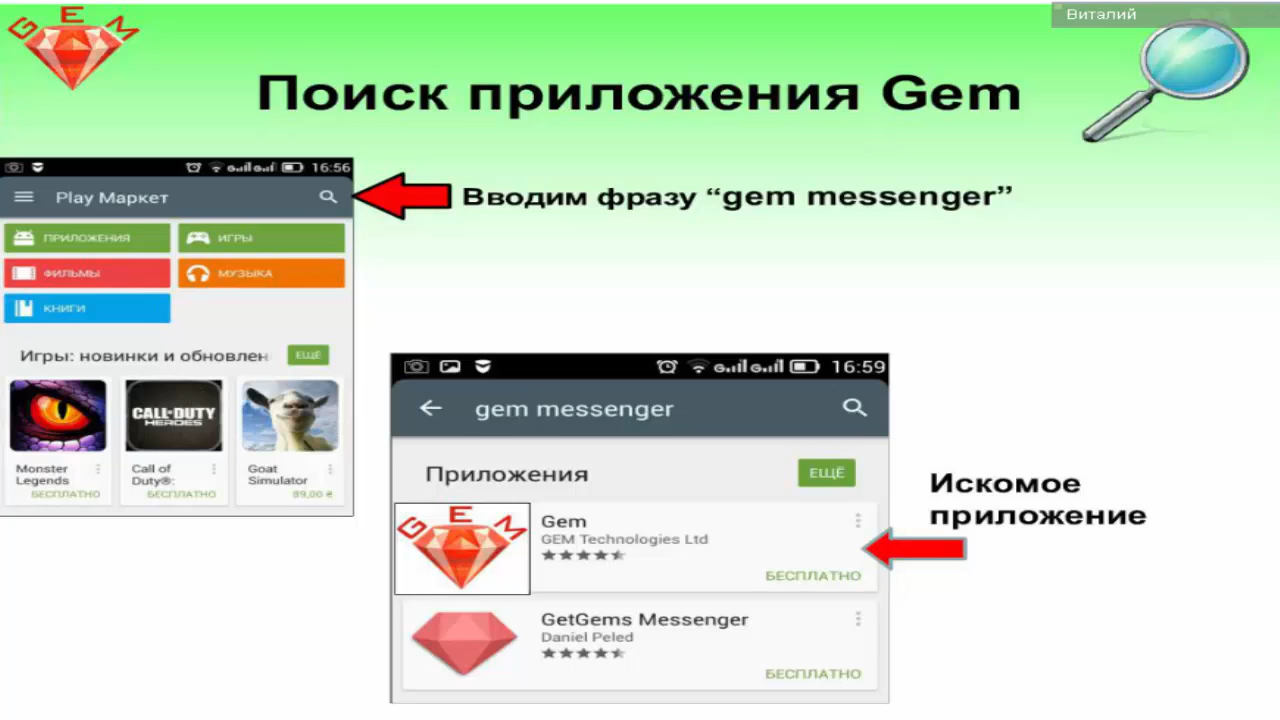 GEM
Виталий
Поиск приложения Gem
16:56
Play Маркет
Вводим фразу “gem messenger”
ПРИЛОЖЕНИЯ
ИГРЫ
ФИЛЬМЫ
МУЗЫКА
КНИГИ
Игры: новинки и обновлен
ЕЩЁ
CALL·DUTY
HEROES
Monster
Legends
БЕСПЛАТНО
Call of
Duty®:
БЕСПЛАТНО
Goat
Simulator
89,00 ₴
16:59
gem messenger
Приложения
ЕЩЁ
GEM
Gem
GEM Technologies Ltd
БЕСПЛАТНО
Искомое
приложение
GetGems Messenger
Daniel Peled
БЕСПЛАТНО